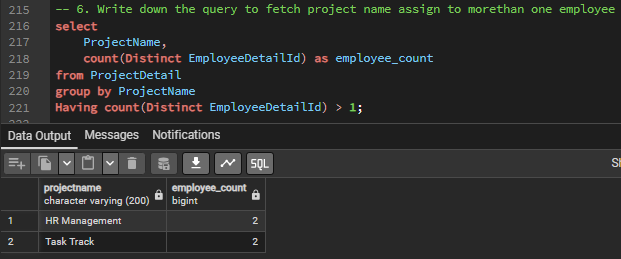 215 -- 6. Write down the query to fetch project name assign to morethan one employee
216 select
217 ProjectName,
218 count(Distinct EmployeeDetailId) as employee_count
219 from ProjectDetail
220 group by ProjectName
221 Having count(Distinct EmployeeDetailId) > 1;
Data Output Messages Notifications
SQL
projectname employee_count
character varying (200) bigint
1 HR Management 2
2 Task Track 2